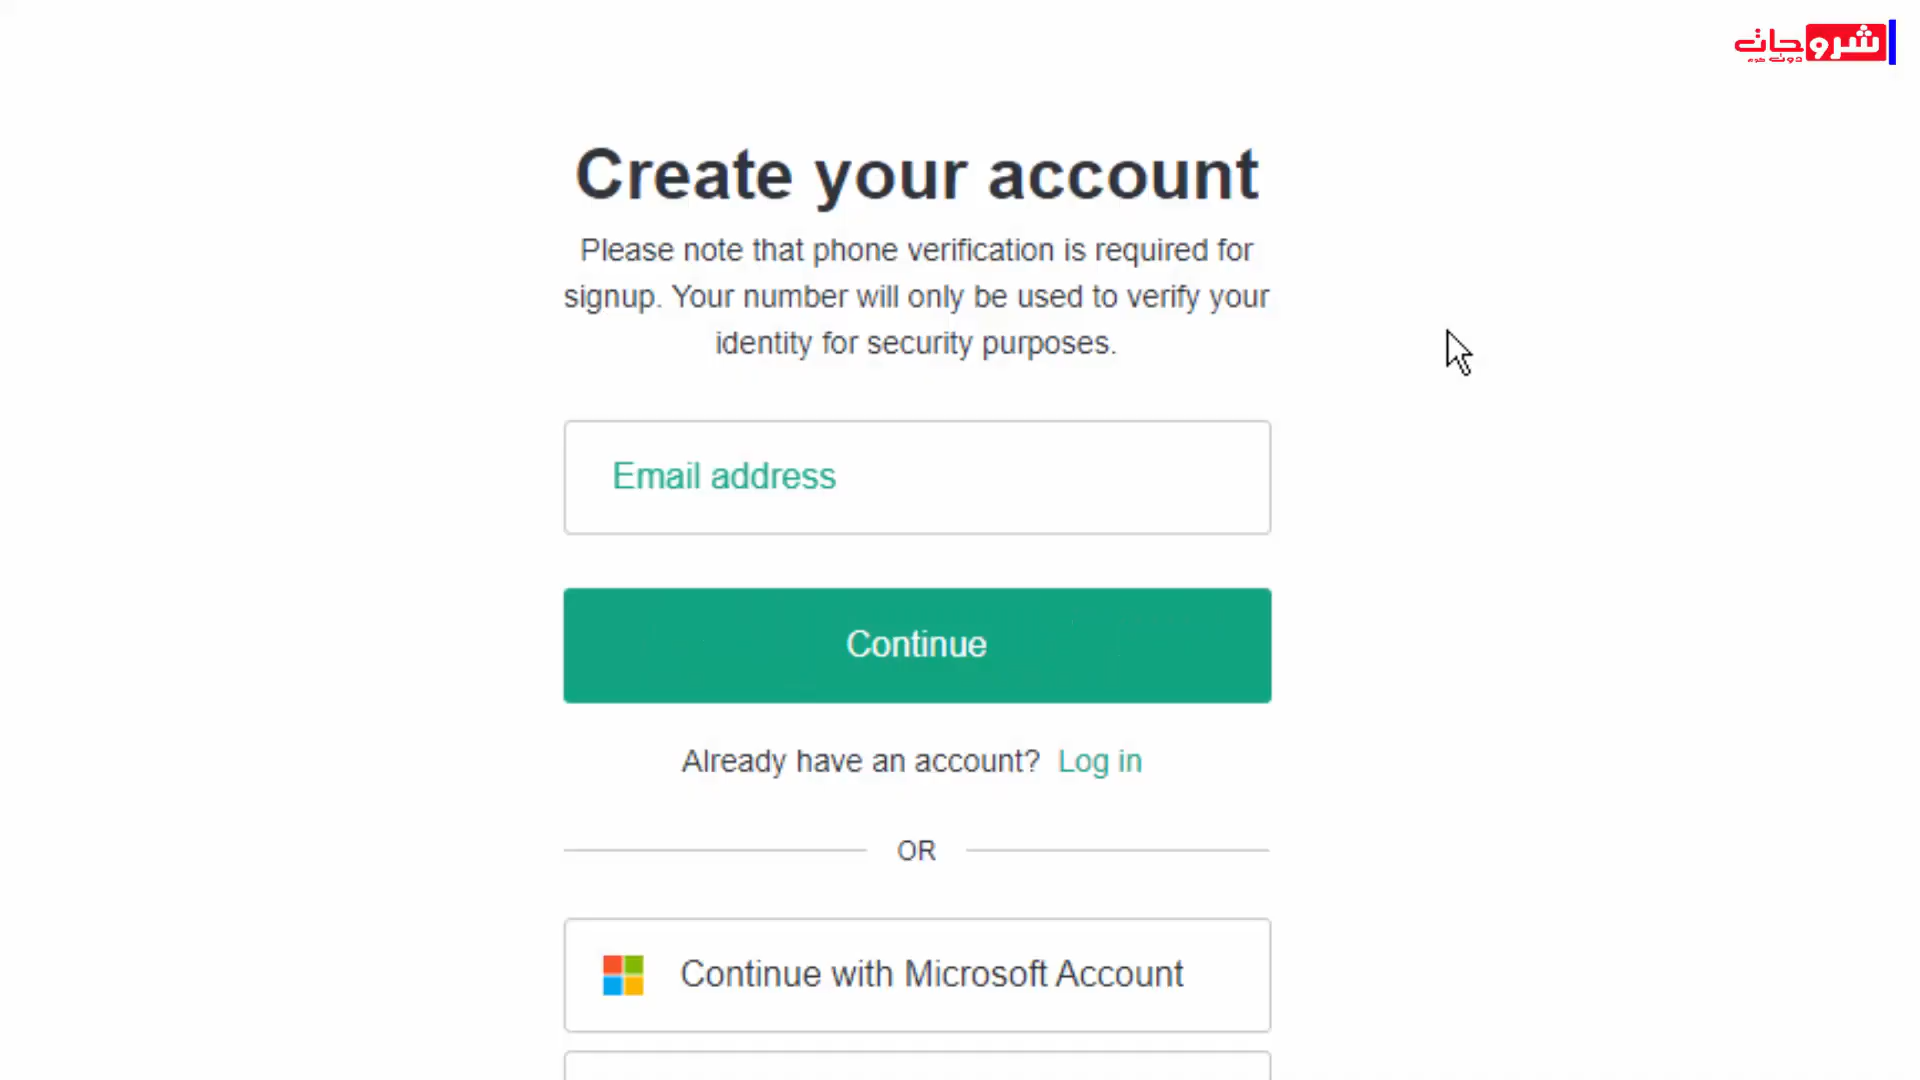 شروحات
دوت كوم
Create your account
Please note that phone verification is required for
signup. Your number will only be used to verify your
identity for security purposes.
Email address
Continue
Already have an account? Log in
OR
Continue with Microsoft Account